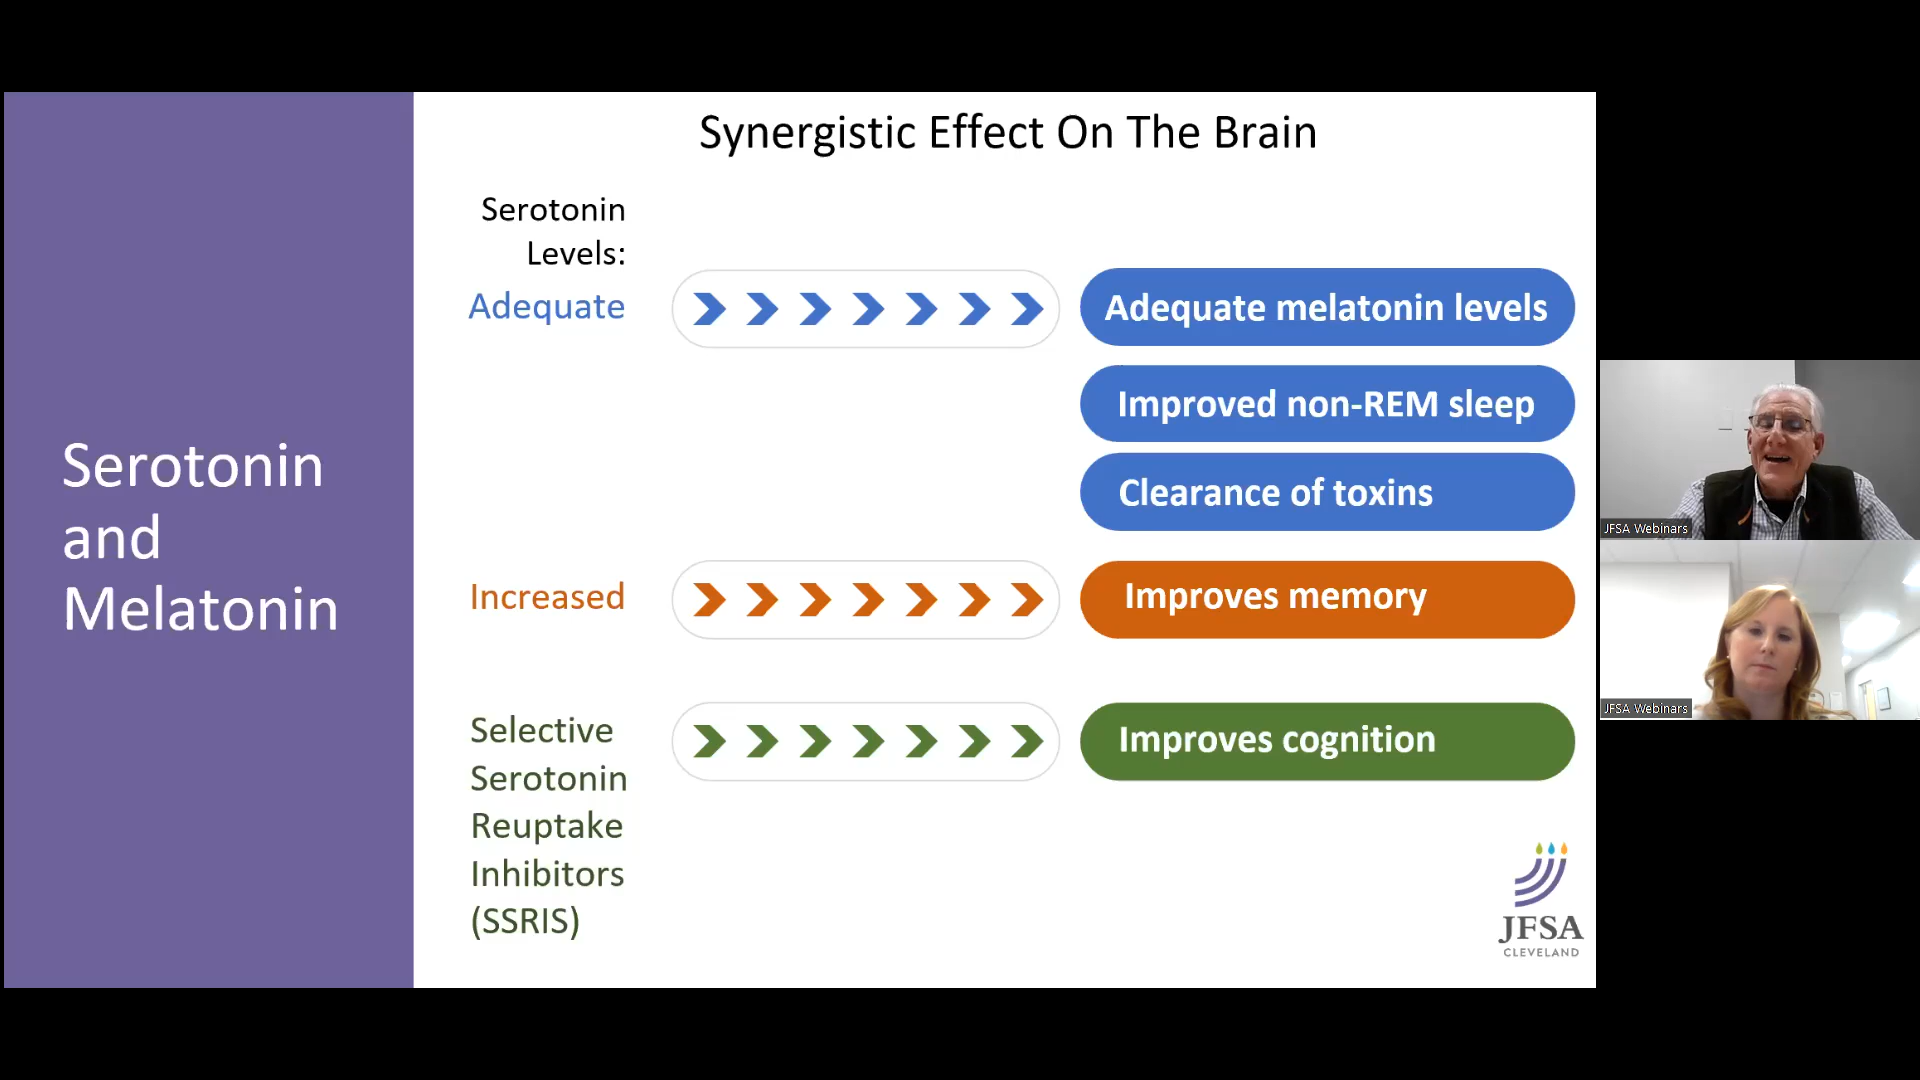 Serotonin
and
Melatonin
Synergistic Effect On The Brain
Serotonin
Levels:
Adequate
Adequate melatonin levels
Improved non-REM sleep
Clearance of toxins
Increased
Improves memory
Selective
Serotonin
Reuptake
Inhibitors
(SSRIS)
Improves cognition
JFSA
CLEVELAND
JFSA Webinars
JFSA Webinars